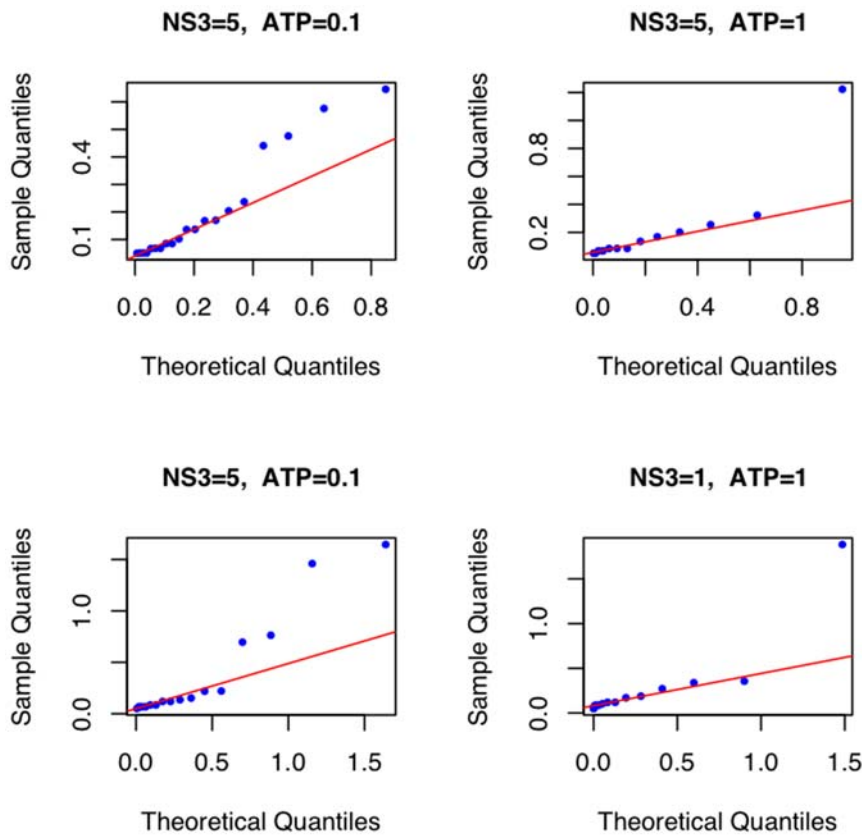 NS3=5, ATP=0.1
Sample Quantiles
0.1 0.4
0.0 0.2 0.4 0.6 0.8
Theoretical Quantiles
NS3=5, ATP=1
Sample Quantiles
0.2 0.8
0.0 0.4 0.8
Theoretical Quantiles
NS3=5, ATP=0.1
Sample Quantiles
0.0 1.0
0.0 0.5 1.0 1.5
Theoretical Quantiles
NS3=1, ATP=1
Sample Quantiles
0.0 1.0
0.0 0.5 1.0 1.5
Theoretical Quantiles